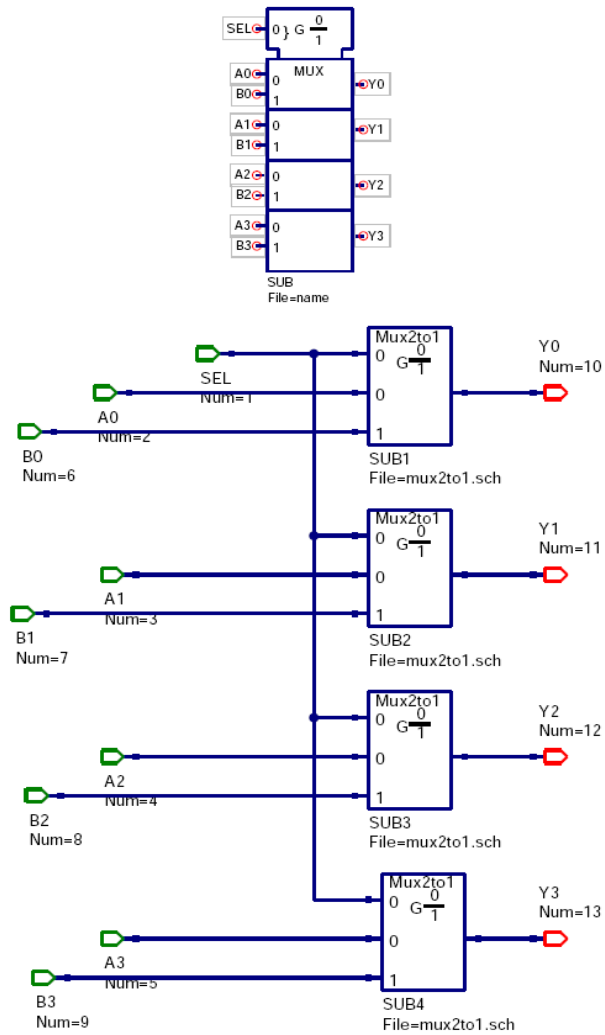 SEL 0 } G 0
1
MUX
A0 0 Y0
B0 1
A1 0 Y1
B1 1
A2 0 Y2
B2 1
A3 0 Y3
B3 1
SUB
File=name
Mux2to1
0 G 0
1
SEL
Num=1
A0 0
Num=2
B0 1
Num=6
Y0
Num=10
SUB1
File=mux2to1.sch
Mux2to1
0 G 0
1
A1 0
Num=3
B1 1
Num=7
Y1
Num=11
SUB2
File=mux2to1.sch
Mux2to1
0 G 0
1
A2 0
Num=4
B2 1
Num=8
Y2
Num=12
SUB3
File=mux2to1.sch
Mux2to1
0 G 0
1
A3 0
Num=5
B3 1
Num=9
Y3
Num=13
SUB4
File=mux2to1.sch